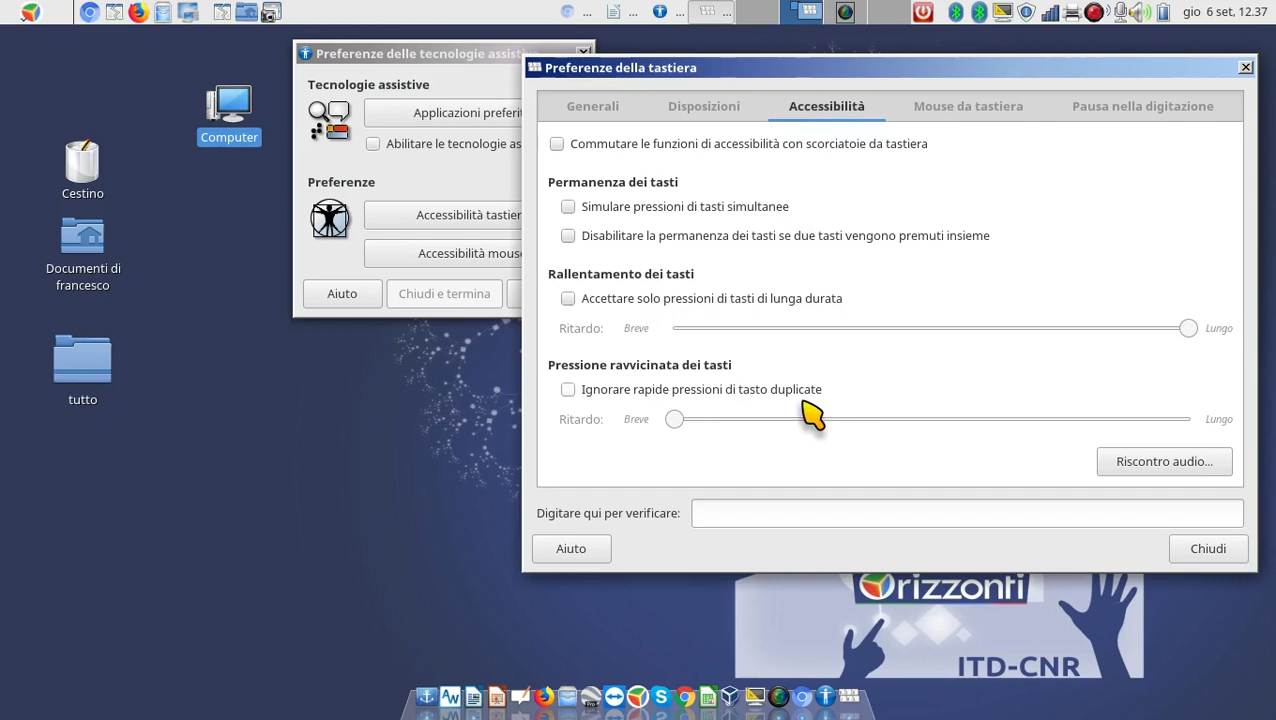 ... ... ... ... gio 6 set, 12.37
Preferenze delle tecnologie
Tecnologie assistive
Applicazioni preferit
Abilitare le tecnologie as
Preferenze
Accessibilità tastier
Accessibilità mous
Aiuto
Chiudi e termina
Preferenze della tastiera
Generali
Disposizioni
Accessibilità
Mouse da tastiera
Pausa nella digitazione
Commutare le funzioni di accessibilità con scorciatoie da tastiera
Permanenza dei tasti
Simulare pressioni di tasti simultanee
Disabilitare la permanenza dei tasti se due tasti vengono premuti insieme
Rallentamento dei tasti
Accettare solo pressioni di tasti di lunga durata
Ritardo: Breve Lungo
Pressione ravvicinata dei tasti
Ignorare rapide pressioni di tasto duplicate
Ritardo: Breve Lungo
Riscontro audio...
Digitare qui per verificare:
Aiuto
Chiudi
Computer
Cestino
Documenti di
francesco
tutto
rizzonti
ITD-CNR